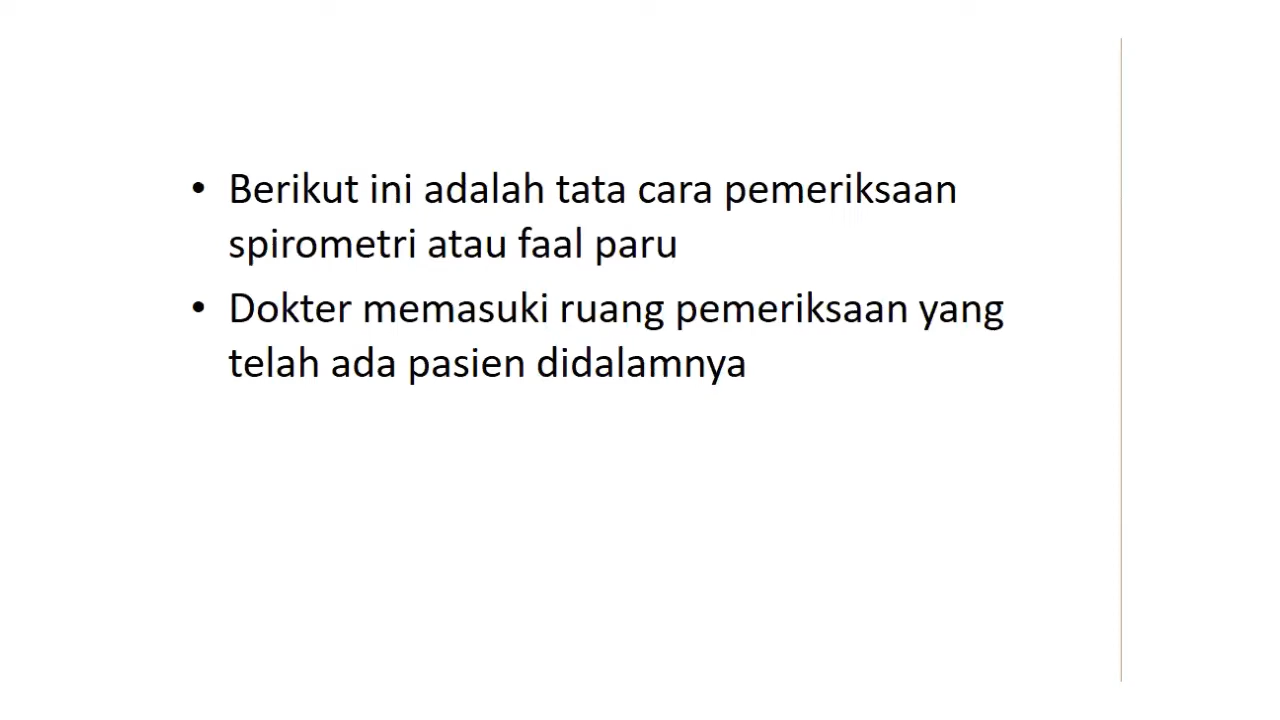 • Berikut ini adalah tata cara pemeriksaan
spirometri atau faal paru
• Dokter memasuki ruang pemeriksaan yang
telah ada pasien didalamnya